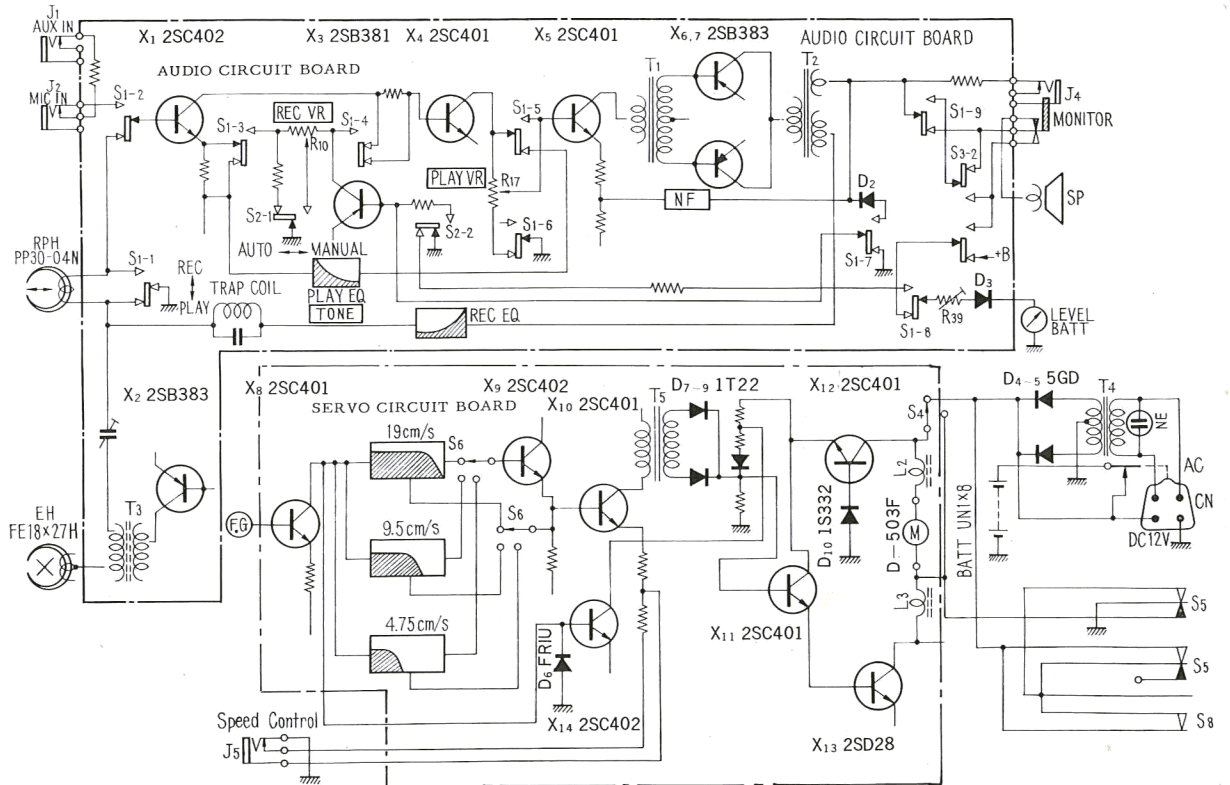 J1
AUX IN
X1 2SC402
X3 2SB381
X4 2SC401
X5 2SC401
X6,7 2SB383
AUDIO CIRCUIT BOARD
AUDIO CIRCUIT BOARD
T1
T2
J2
MIC IN
S1-2
REC VR
S1-3
S1-4
S1-5
S1-9
J4
MONITOR
R10
PLAY VR
R17
S3-2
D2
NF
SP
S2-1
S2-2
S1-6
S1-7
RPH
PP30-04N
AUTO
MANUAL
+B
S1-1
REC
PLAY
TRAP COIL
PLAY EQ
TONE
REC EQ
D3
R39
S1-8
LEVEL
BATT
X2 2SB383
X8 2SC401
X9 2SC402
D7~9 1T22
X12 2SC401
SERVO CIRCUIT BOARD
X10 2SC401
T5
D4~5 5GD
T4
S4
NE
19cm/s
S6
L2
AC
CN
EH
FE18×27H
T3
F.G
9.5cm/s
S6
D10 1S332
M
D-503F
BATT UN1×8
DC12V
4.75cm/s
X11 2SC401
L3
S5
D6 FR1U
S5
X14 2SC402
Speed Control
J5
X13 2SD28
S8